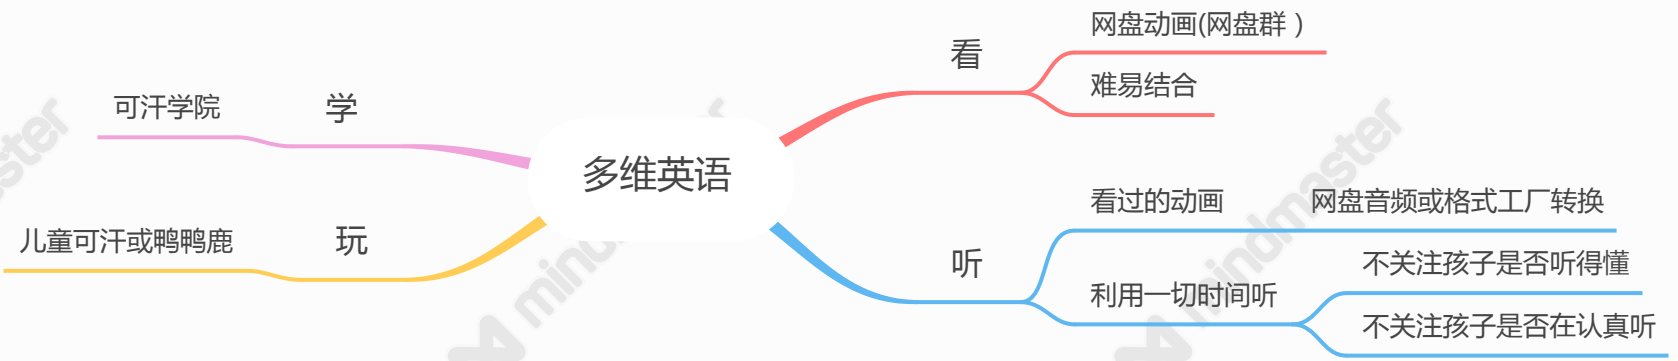 多维英语
看
网盘动画(网盘群）
难易结合
听
看过的动画
网盘音频或格式工厂转换
利用一切时间听
不关注孩子是否听得懂
不关注孩子是否在认真听
学
可汗学院
玩
儿童可汗或鸭鸭鹿
mindmaster